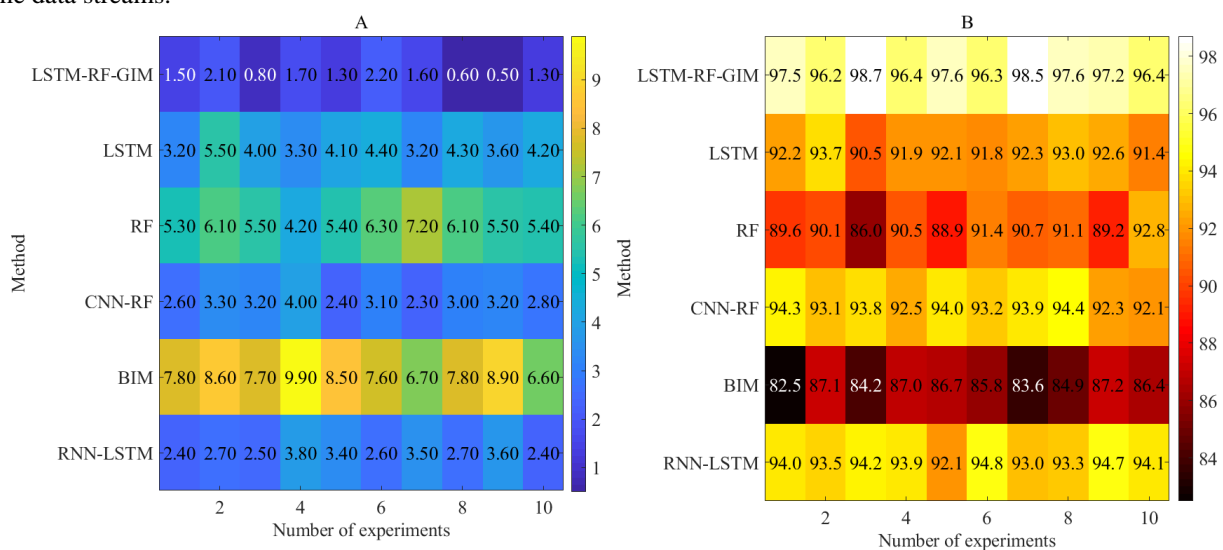 A
LSTM-RF-GIM 1.50 2.10 0.80 1.70 1.30 2.20 1.60 0.60 0.50 1.30
LSTM 3.20 5.50 4.00 3.30 4.10 4.40 3.20 4.30 3.60 4.20
RF 5.30 6.10 5.50 4.20 5.40 6.30 7.20 6.10 5.50 5.40
CNN-RF 2.60 3.30 3.20 4.00 2.40 3.10 2.30 3.00 3.20 2.80
BIM 7.80 8.60 7.70 9.90 8.50 7.60 6.70 7.80 8.90 6.60
RNN-LSTM 2.40 2.70 2.50 3.80 3.40 2.60 3.50 2.70 3.60 2.40
2 4 6 8 10
Number of experiments
Method
9
8
7
6
5
4
3
2
1
B
LSTM-RF-GIM 97.5 96.2 98.7 96.4 97.6 96.3 98.5 97.6 97.2 96.4
LSTM 92.2 93.7 90.5 91.9 92.1 91.8 92.3 93.0 92.6 91.4
RF 89.6 90.1 86.0 90.5 88.9 91.4 90.7 91.1 89.2 92.8
CNN-RF 94.3 93.1 93.8 92.5 94.0 93.2 93.9 94.4 92.3 92.1
BIM 82.5 87.1 84.2 87.0 86.7 85.8 83.6 84.9 87.2 86.4
RNN-LSTM 94.0 93.5 94.2 93.9 92.1 94.8 93.0 93.3 94.7 94.1
2 4 6 8 10
Number of experiments
Method
98
96
94
92
90
88
86
84